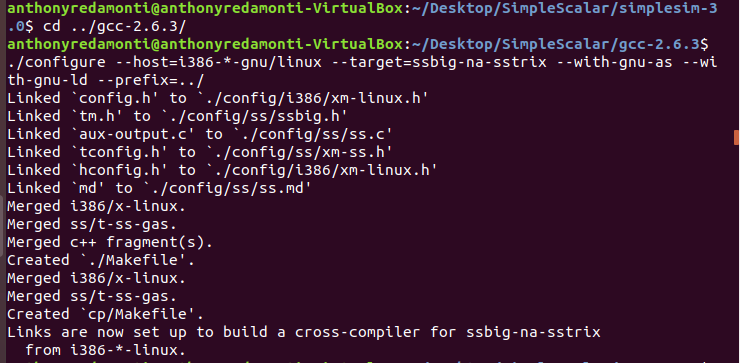 anthonyredamonti@anthonyredamonti-VirtualBox:~/Desktop/SimpleScalar/simplesim-3
.0$ cd ../gcc-2.6.3/
anthonyredamonti@anthonyredamonti-VirtualBox:~/Desktop/SimpleScalar/gcc-2.6.3$
./configure --host=i386-*-gnu/linux --target=ssbig-na-sstrix --with-gnu-as --wi
th-gnu-ld --prefix=../
Linked `config.h' to `./config/i386/xm-linux.h'
Linked `tm.h' to `./config/ss/ssbig.h'
Linked `aux-output.c' to `./config/ss/ss.c'
Linked `tconfig.h' to `./config/ss/xm-ss.h'
Linked `hconfig.h' to `./config/i386/xm-linux.h'
Linked `md' to `./config/ss/ss.md'
Merged i386/x-linux.
Merged ss/t-ss-gas.
Merged c++ fragment(s).
Created `./Makefile'.
Merged i386/x-linux.
Merged ss/t-ss-gas.
Created `cp/Makefile'.
Links are now set up to build a cross-compiler for ssbig-na-sstrix
  from i386-*-linux.